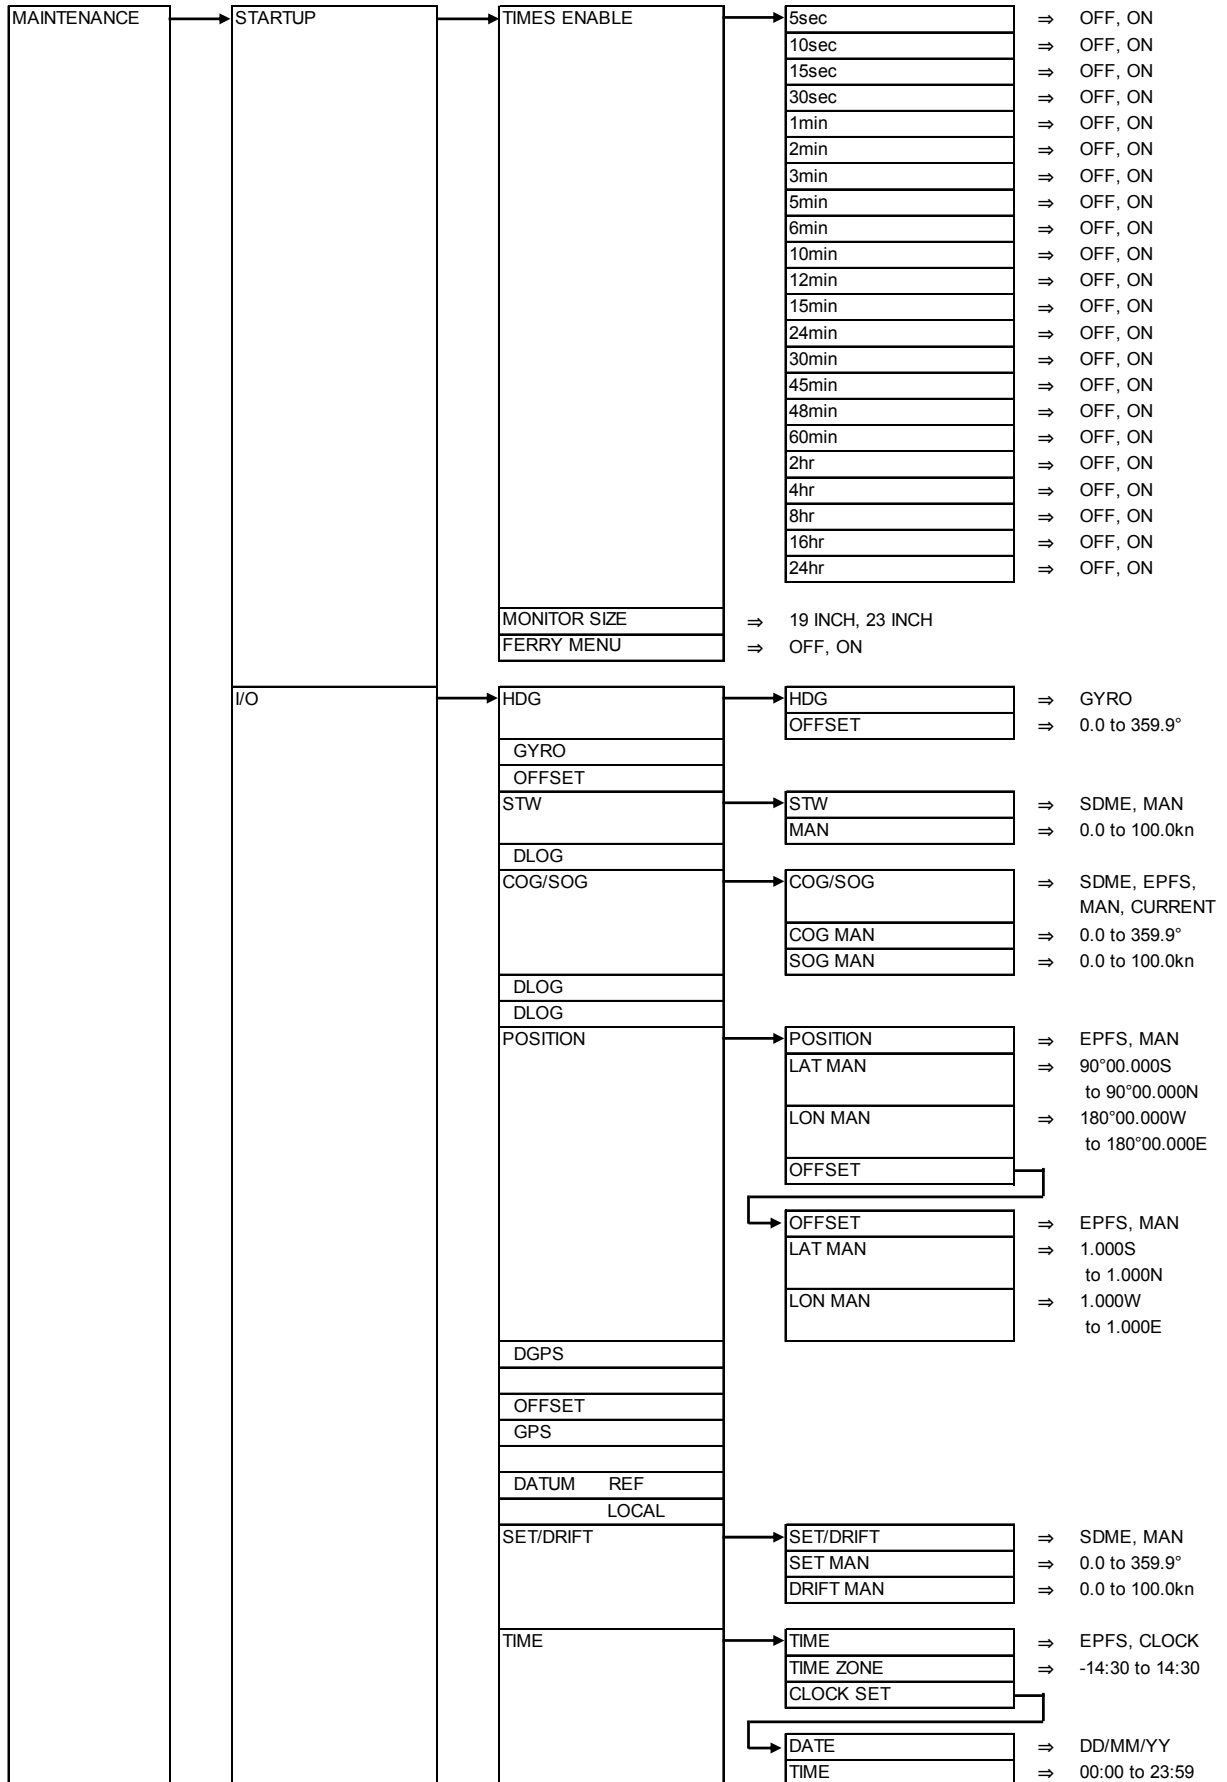 MAINTENANCE STARTUP TIMES ENABLE 5sec ⇒ OFF, ON
10sec ⇒ OFF, ON
15sec ⇒ OFF, ON
30sec ⇒ OFF, ON
1min ⇒ OFF, ON
2min ⇒ OFF, ON
3min ⇒ OFF, ON
5min ⇒ OFF, ON
6min ⇒ OFF, ON
10min ⇒ OFF, ON
12min ⇒ OFF, ON
15min ⇒ OFF, ON
24min ⇒ OFF, ON
30min ⇒ OFF, ON
45min ⇒ OFF, ON
48min ⇒ OFF, ON
60min ⇒ OFF, ON
2hr ⇒ OFF, ON
4hr ⇒ OFF, ON
8hr ⇒ OFF, ON
16hr ⇒ OFF, ON
24hr ⇒ OFF, ON
MONITOR SIZE ⇒ 19 INCH, 23 INCH
FERRY MENU ⇒ OFF, ON
I/O HDG HDG ⇒ GYRO
OFFSET ⇒ 0.0 to 359.9°
GYRO
OFFSET
STW STW ⇒ SDME, MAN
MAN ⇒ 0.0 to 100.0kn
DLOG
COG/SOG COG/SOG ⇒ SDME, EPFS,
MAN, CURRENT
COG MAN ⇒ 0.0 to 359.9°
SOG MAN ⇒ 0.0 to 100.0kn
DLOG
DLOG
POSITION POSITION ⇒ EPFS, MAN
LAT MAN ⇒ 90°00.000S
to 90°00.000N
LON MAN ⇒ 180°00.000W
to 180°00.000E
OFFSET
OFFSET ⇒ EPFS, MAN
LAT MAN ⇒ 1.000S
to 1.000N
LON MAN ⇒ 1.000W
to 1.000E
DGPS
OFFSET
GPS
DATUM REF
LOCAL
SET/DRIFT SET/DRIFT ⇒ SDME, MAN
SET MAN ⇒ 0.0 to 359.9°
DRIFT MAN ⇒ 0.0 to 100.0kn
TIME TIME ⇒ EPFS, CLOCK
TIME ZONE ⇒ -14:30 to 14:30
CLOCK SET
DATE ⇒ DD/MM/YY
TIME ⇒ 00:00 to 23:59